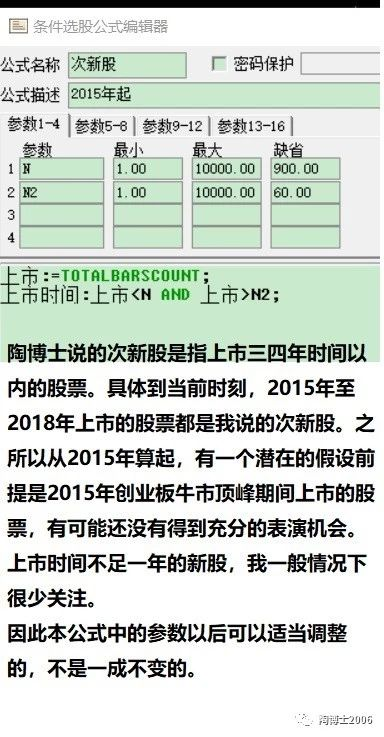 条件选股公式编辑器
公式名称 次新股 密码保护
公式描述 2015年起
参数1-4 参数5-8 参数9-12 参数13-16
参数 最小 最大 缺省
1 N 1.00 10000.00 900.00
2 N2 1.00 10000.00 60.00
3
4
上市:=TOTALBARSCOUNT;
上市时间:上市<N AND 上市>N2;
陶博士说的次新股是指上市三四年时间以
内的股票。具体到当前时刻，2015年至
2018年上市的股票都是我说的次新股。之
所以从2015年算起，有一个潜在的假设前
提是2015年创业板牛市顶峰期间上市的股
票，有可能还没有得到充分的表演机会。
上市时间不足一年的新股，我一般情况下
很少关注。
因此本公式中的参数以后可以适当调整
的，不是一成不变的。
陶博士2006